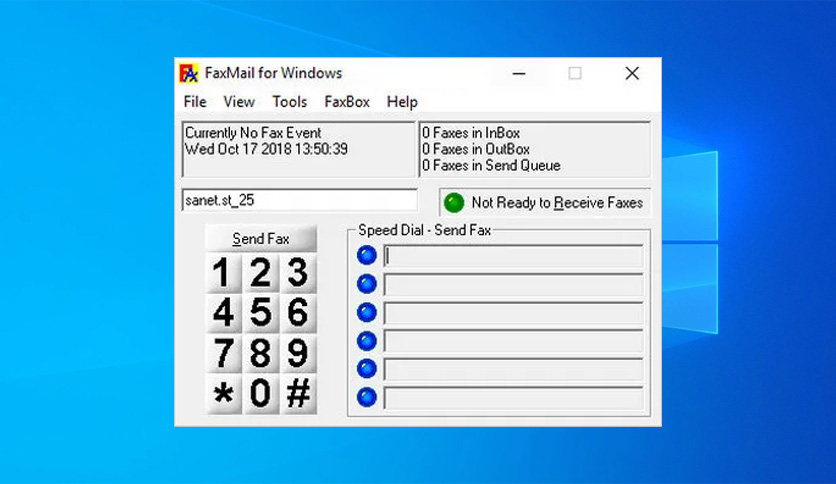 FAX
FaxMail for Windows
File View Tools FaxBox Help
Currently No Fax Event
Wed Oct 17 2018 13:50:39
0 Faxes in InBox
0 Faxes in OutBox
0 Faxes in Send Queue
sanet.st_25
Not Ready to Receive Faxes
Send Fax
1 2 3
4 5 6
7 8 9
* 0 #
Speed Dial - Send Fax